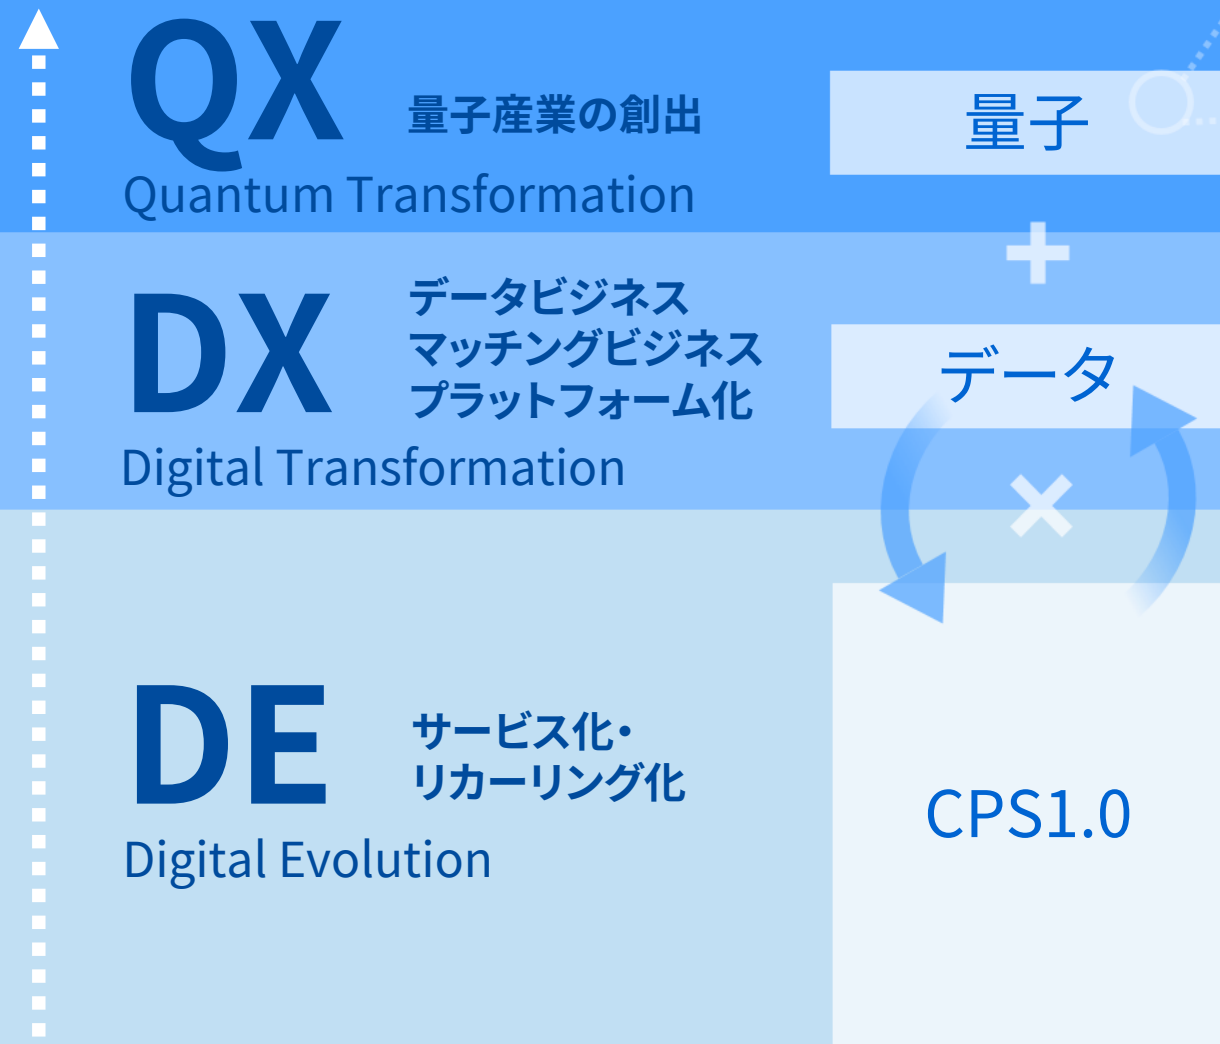 QX
量子産業の創出
Quantum Transformation
量子
+
DX
データビジネス
マッチングビジネス
プラットフォーム化
Digital Transformation
データ
×
DE
サービス化・
リカーリング化
Digital Evolution
CPS1.0